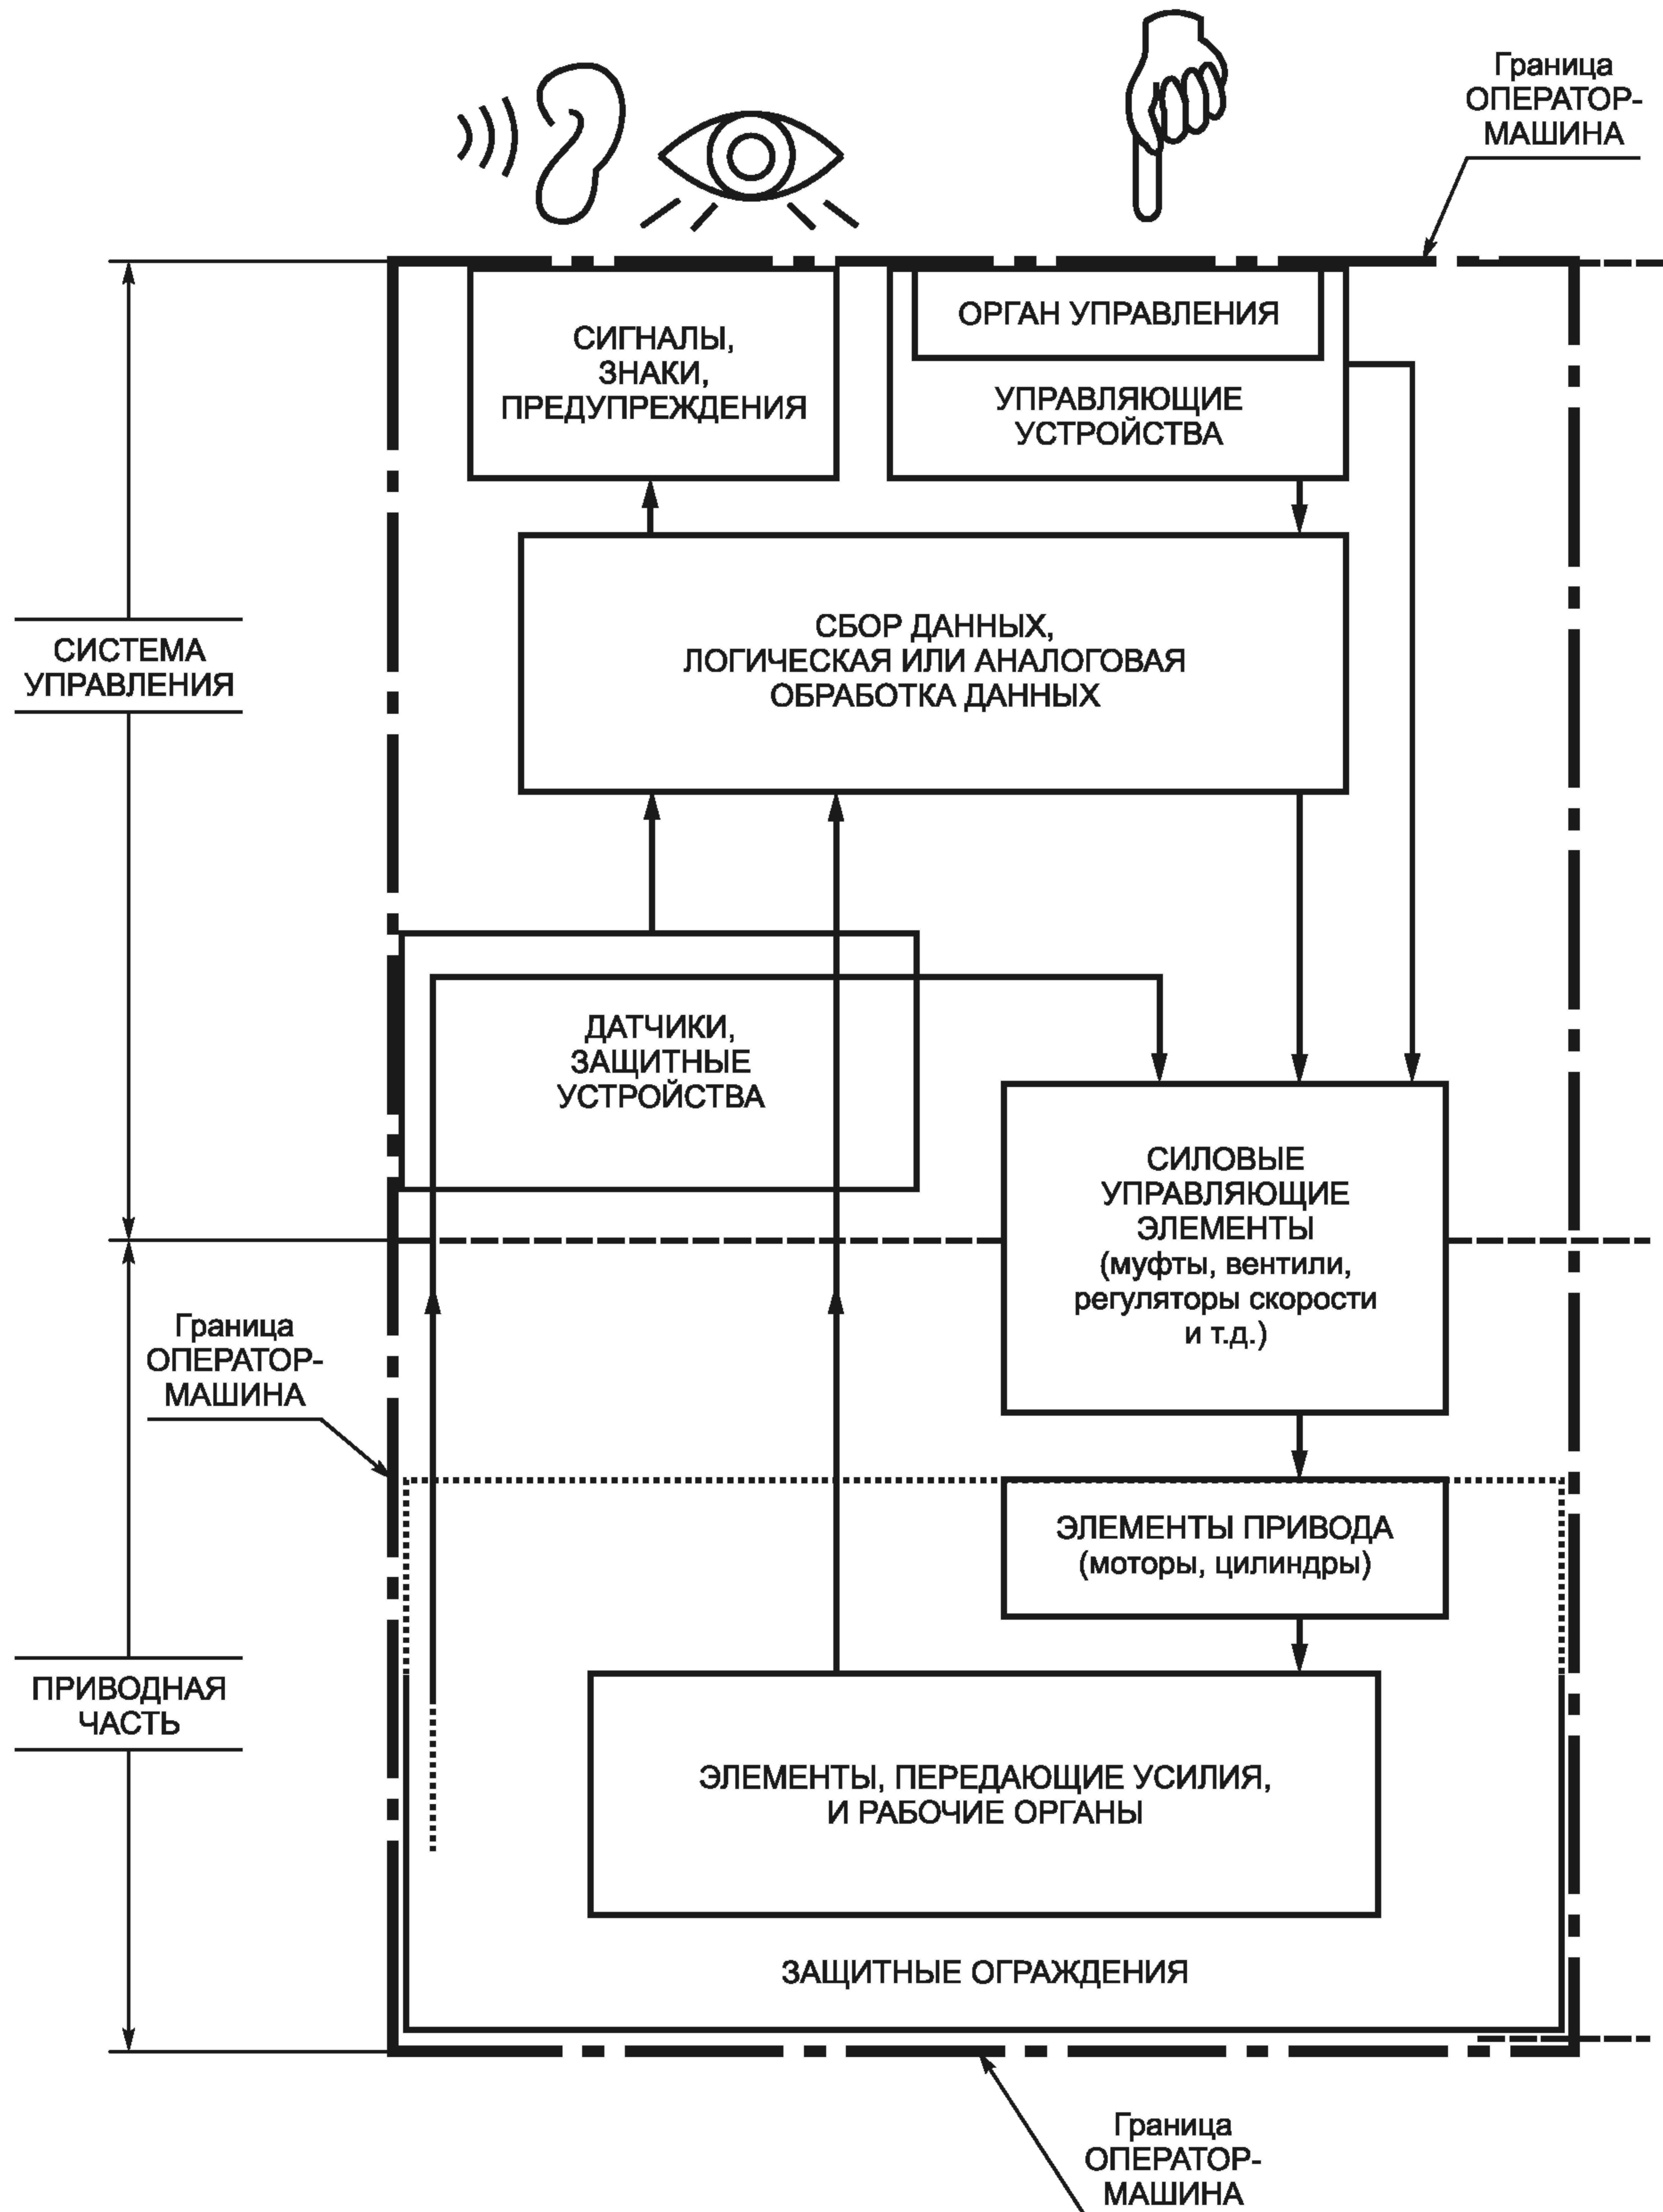 Граница
ОПЕРАТОР-
МАШИНА
СИГНАЛЫ,
ЗНАКИ,
ПРЕДУПРЕЖДЕНИЯ
ОРГАН УПРАВЛЕНИЯ
УПРАВЛЯЮЩИЕ
УСТРОЙСТВА
СИСТЕМА
УПРАВЛЕНИЯ
СБОР ДАННЫХ,
ЛОГИЧЕСКАЯ ИЛИ АНАЛОГОВАЯ
ОБРАБОТКА ДАННЫХ
ДАТЧИКИ,
ЗАЩИТНЫЕ
УСТРОЙСТВА
СИЛОВЫЕ
УПРАВЛЯЮЩИЕ
ЭЛЕМЕНТЫ
(муфты, вентили,
регуляторы скорости
и т.д.)
Граница
ОПЕРАТОР-
МАШИНА
ЭЛЕМЕНТЫ ПРИВОДА
(моторы, цилиндры)
ПРИВОДНАЯ
ЧАСТЬ
ЭЛЕМЕНТЫ, ПЕРЕДАЮЩИЕ УСИЛИЯ,
И РАБОЧИЕ ОРГАНЫ
ЗАЩИТНЫЕ ОГРАЖДЕНИЯ
Граница
ОПЕРАТОР-
МАШИНА